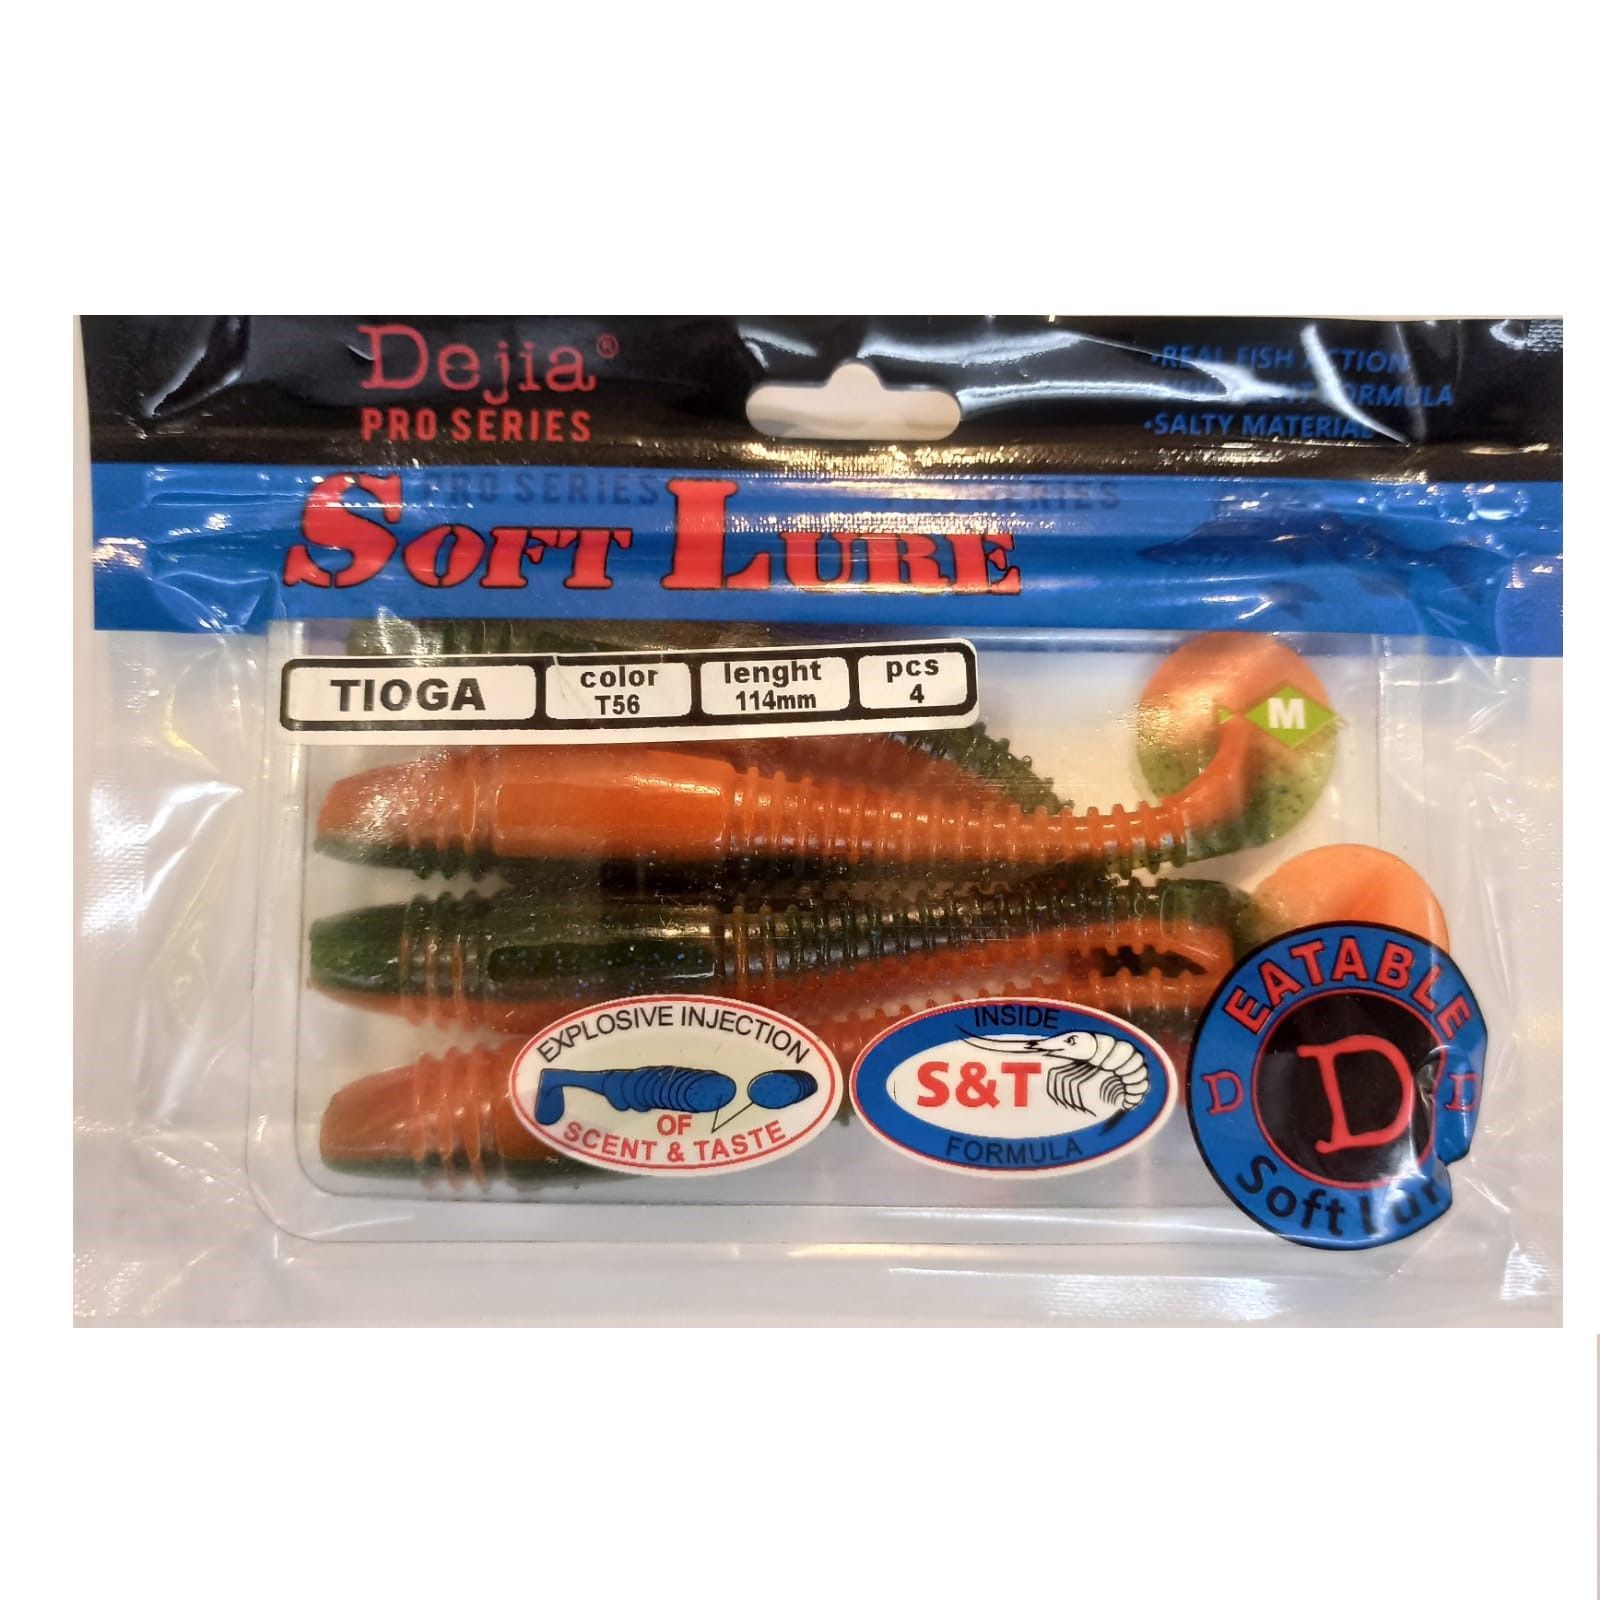 Dejia®
PRO SERIES
•REAL FISH ACTION
FORMULA
•SALTY MATERIAL
PRO SERIES
SERIES
SOFT LURE
TIOGA
color
T56
lenght
114mm
pcs
4
M
EXPLOSIVE INJECTION
OF
SCENT & TASTE
INSIDE
S&T
FORMULA
EATABLE
D D D
Soft Lur